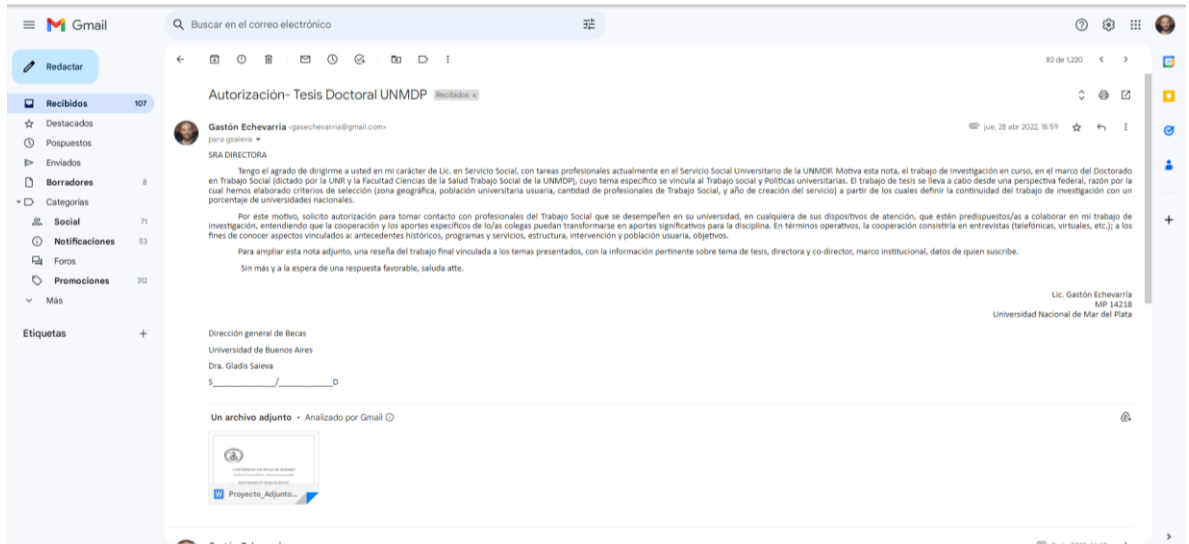 Gmail
Buscar en el correo electrónico
Redactar
82 de 1,220
Recibidos 107
Destacados
Pospuestos
Enviados
Borradores 8
Categorías
Social 71
Notificaciones 53
Foros
Promociones 312
Más
Etiquetas +
Autorización- Tesis Doctoral UNMDP Recibidos x
Gastón Echevarria <gasechevarria@gmail.com> jue, 28 abr 2022, 18:59
para gsaieva
SRA DIRECTORA
Tengo el agrado de dirigirme a usted en mi carácter de Lic. en Servicio Social, con tareas profesionales actualmente en el Servicio Social Universitario de la UNMDP. Motiva esta nota, el trabajo de investigación en curso, en el marco del Doctorado
en Trabajo Social (dictado por la UNR y la Facultad Ciencias de la Salud Trabajo Social de la UNMDP), cuyo tema específico se vincula al Trabajo social y Políticas universitarias. El trabajo de tesis se lleva a cabo desde una perspectiva federal, razón por la
cual hemos elaborado criterios de selección (zona geográfica, población universitaria usuaria, cantidad de profesionales de Trabajo Social, y año de creación del servicio) a partir de los cuales definir la continuidad del trabajo de investigación con un
porcentaje de universidades nacionales.
Por este motivo, solicito autorización para tomar contacto con profesionales del Trabajo Social que se desempeñen en su universidad, en cualquiera de sus dispositivos de atención, que estén predispuestos/as a colaborar en mi trabajo de
investigación, entendiendo que la cooperación y los aportes específicos de lo/as colegas puedan transformarse en aportes significativos para la disciplina. En términos operativos, la cooperación consistiría en entrevistas (telefónicas, virtuales, etc.); a los
fines de conocer aspectos vinculados a: antecedentes históricos, programas y servicios, estructura, intervención y población usuaria, objetivos.
Para ampliar esta nota adjunto, una reseña del trabajo final vinculada a los temas presentados, con la información pertinente sobre tema de tesis, directora y co-director, marco institucional, datos de quien suscribe.
Sin más y a la espera de una respuesta favorable, saluda atte.
Lic. Gastón Echevarría
MP 14218
Universidad Nacional de Mar del Plata
Dirección general de Becas
Universidad de Buenos Aires
Dra. Gladis Saieva
S____________/___________D
Un archivo adjunto • Analizado por Gmail
W Proyecto_Adjunto...